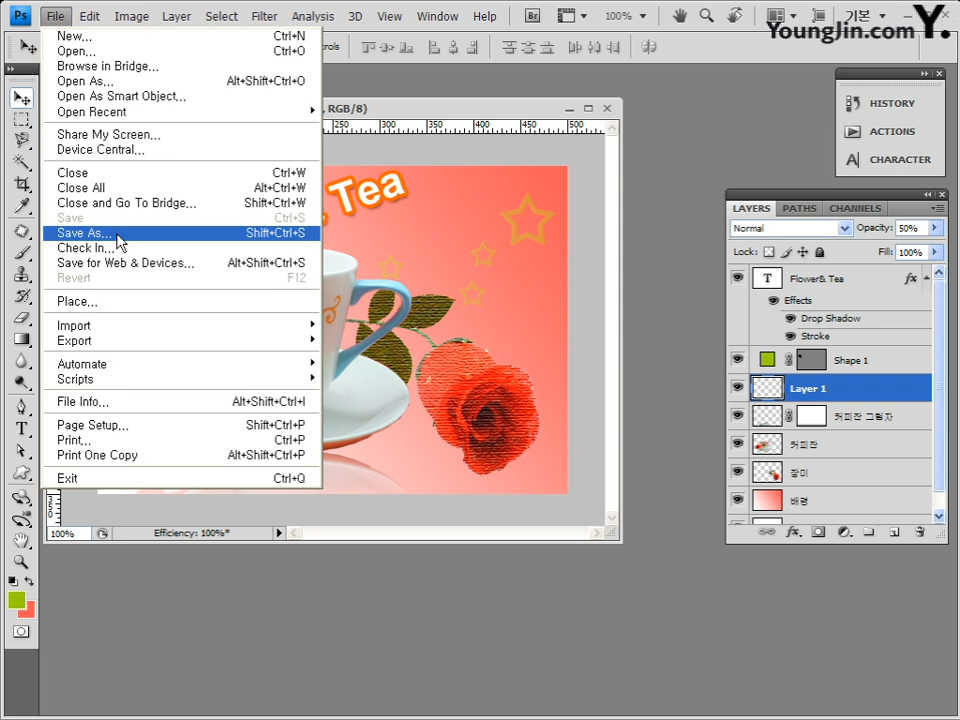 Ps File Edit Image Layer Select Filter Analysis 3D View Window Help Br 100% 기본
YoungJin.com Y.
New... Ctrl+N
Open... Ctrl+O
Browse in Bridge...
Open As... Alt+Shift+Ctrl+O
Open As Smart Object...
Open Recent
Share My Screen...
Device Central...
Close Ctrl+W
Close All Alt+Ctrl+W
Close and Go To Bridge... Shift+Ctrl+W
Save Ctrl+S
Save As... Shift+Ctrl+S
Check In...
Save for Web & Devices... Alt+Shift+Ctrl+S
Revert F12
Place...
Import
Export
Automate
Scripts
File Info... Alt+Shift+Ctrl+I
Page Setup... Shift+Ctrl+P
Print... Ctrl+P
Print One Copy Alt+Shift+Ctrl+P
Exit Ctrl+Q
, RGB/8)
250 300 350 400 450 500
Tea
100% Efficiency: 100%*
HISTORY
ACTIONS
CHARACTER
LAYERS PATHS CHANNELS
Normal Opacity: 50%
Lock: Fill: 100%
T Flower& Tea fx
Effects
Drop Shadow
Stroke
Shape 1
Layer 1
커피잔 그림자
커피잔
장미
배경